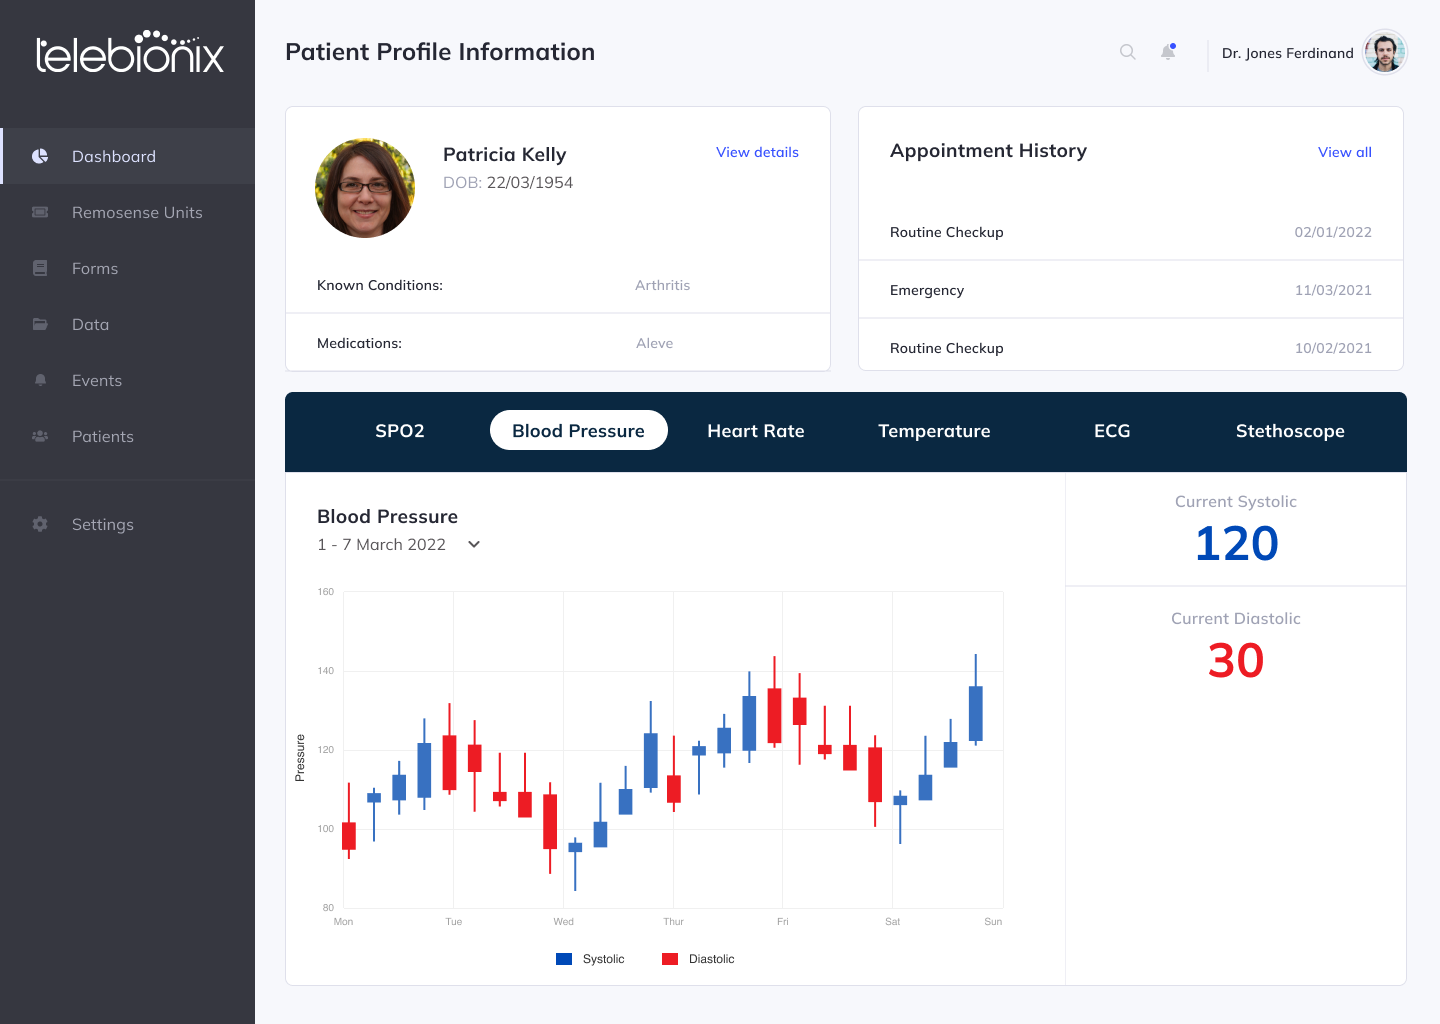 telebionix
Dashboard
Remosense Units
Forms
Data
Events
Patients
Settings
Patient Profile Information
Dr. Jones Ferdinand
Patricia Kelly
View details
DOB: 22/03/1954
Known Conditions: Arthritis
Medications: Aleve
Appointment History
View all
Routine Checkup 02/01/2022
Emergency 11/03/2021
Routine Checkup 10/02/2021
SPO2 Blood Pressure Heart Rate Temperature ECG Stethoscope
Blood Pressure
1 - 7 March 2022
160
140
120
100
80
Pressure
Mon Tue Wed Thur Fri Sat Sun
Systolic Diastolic
Current Systolic
120
Current Diastolic
30